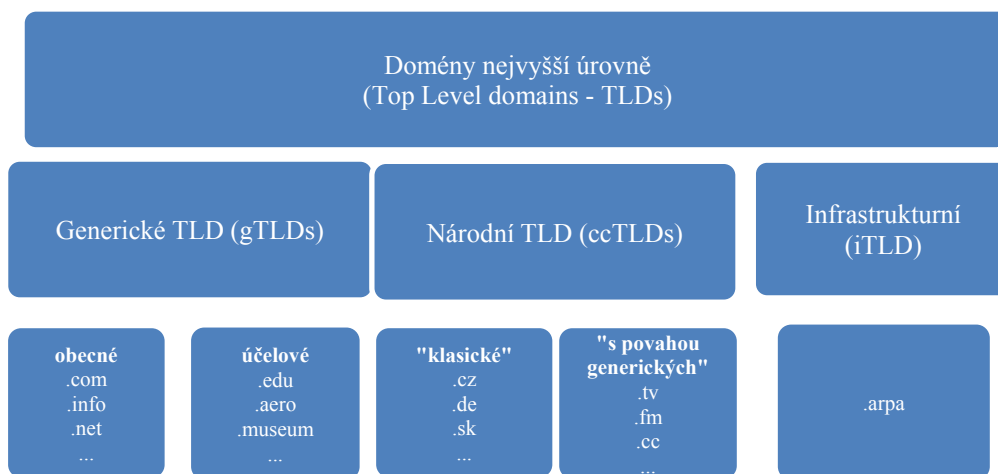 Domény nejvyšší úrovně
(Top Level domains - TLDs)
Generické TLD (gTLDs)
Národní TLD (ccTLDs)
Infrastrukturní
(iTLD)
obecné
.com
.info
.net
...
účelové
.edu
.aero
.museum
...
"klasické"
.cz
.de
.sk
...
"s povahou
generických"
.tv
.fm
.cc
...
.arpa